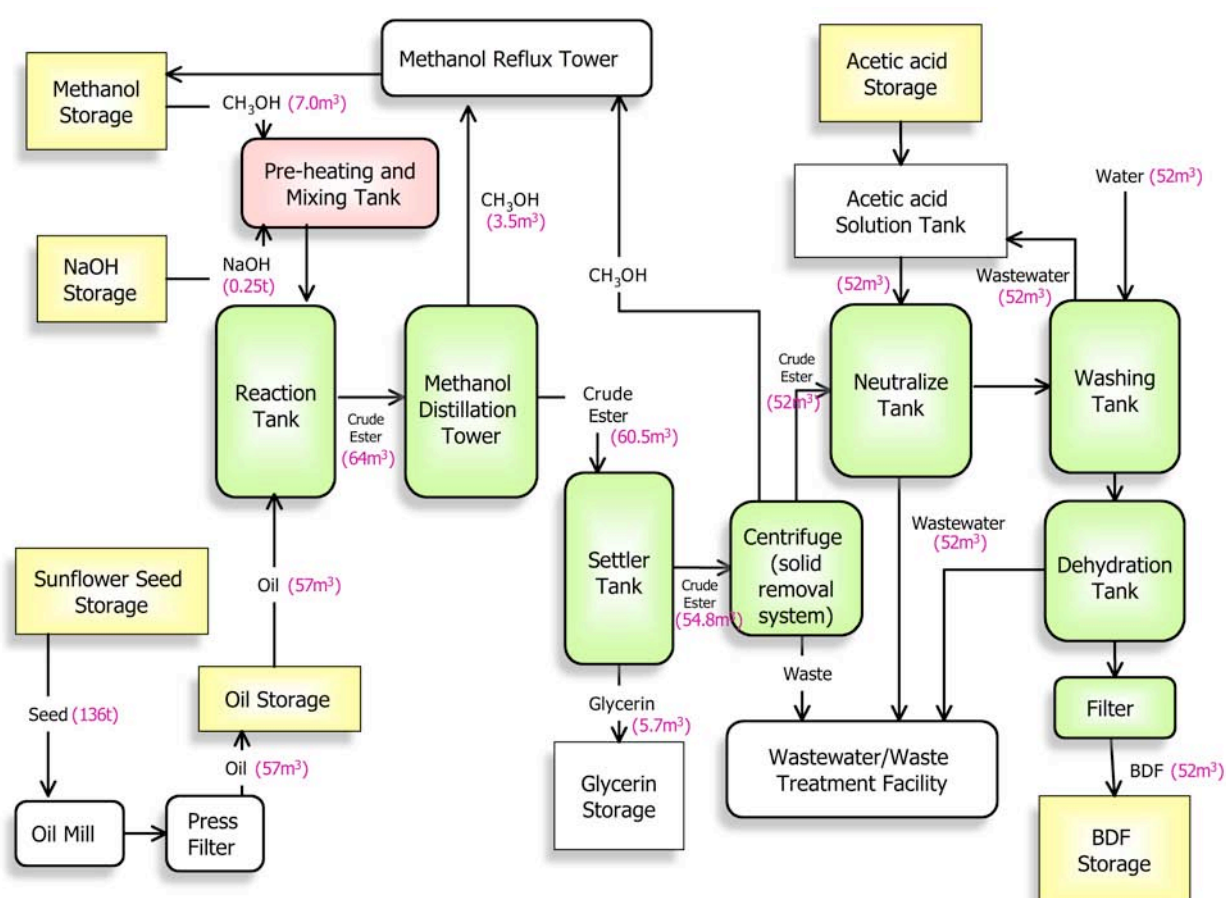 Methanol Reflux Tower
Methanol
Storage
CH₃OH (7.0m³)
Pre-heating and
Mixing Tank
NaOH
Storage
NaOH
(0.25t)
CH₃OH
(3.5m³)
CH₃OH
Acetic acid
Storage
Acetic acid
Solution Tank
Water (52m³)
Wastewater
(52m³)
(52m³)
Reaction
Tank
Crude
Ester
(64m³)
Methanol
Distillation
Tower
Crude
Ester
(60.5m³)
Crude
Ester
(52m³)
Neutralize
Tank
Washing
Tank
Sunflower Seed
Storage
Oil (57m³)
Settler
Tank
Crude
Ester
(54.8m³)
Centrifuge
(solid
removal
system)
Wastewater
(52m³)
Dehydration
Tank
Oil Storage
Seed (136t)
Oil (57m³)
Oil Mill
Press
Filter
Glycerin
(5.7m³)
Glycerin
Storage
Waste
Wastewater/Waste
Treatment Facility
Filter
BDF (52m³)
BDF
Storage